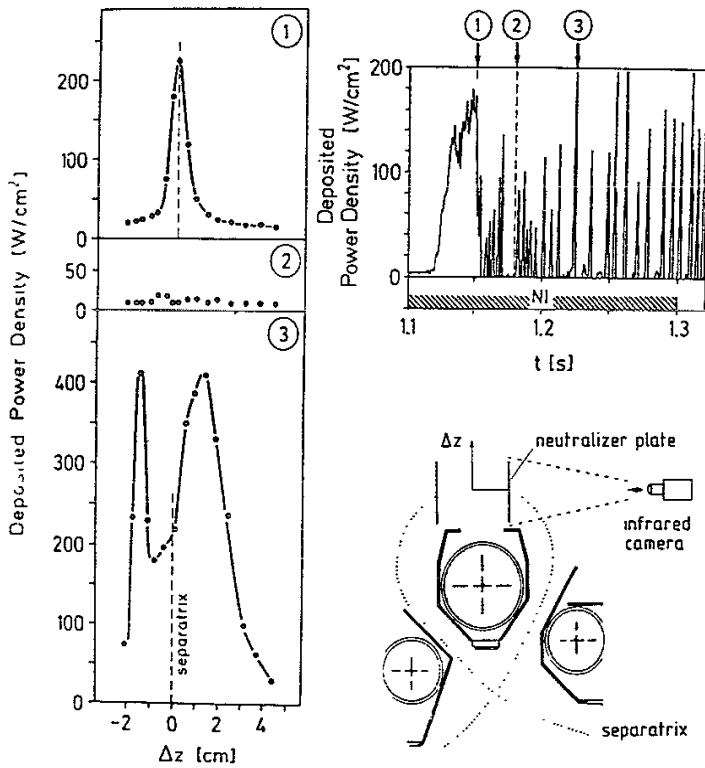 Deposited Power Density [W/cm²]
1
200
100
0
2
50
0
3
400
300
200
100
0
separatrix
-2 0 2 4
Δz [cm]
1 2 3
Deposited
Power Density [W/cm²]
200
100
0
NI
1.1 1.2 1.3
t [s]
Δz
neutralizer plate
infrared
camera
separatrix